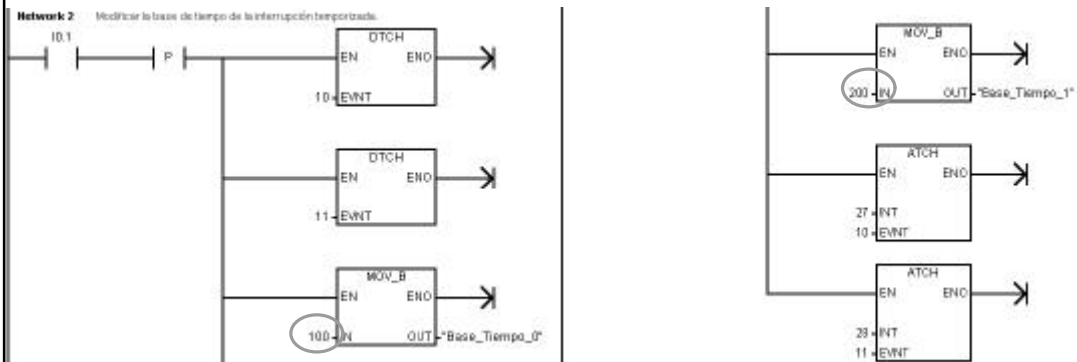 Network 2 Modificar la base de tiempo de la interrupción temporizada.
I0.1
P
DTCH
EN ENO
10 EVNT
DTCH
EN ENO
11 EVNT
MOV_B
EN ENO
100 IN OUT "Base_Tiempo_0"
MOV_B
EN ENO
200 IN OUT "Base_Tiempo_1"
ATCH
EN ENO
27 INT
10 EVNT
ATCH
EN ENO
28 INT
11 EVNT